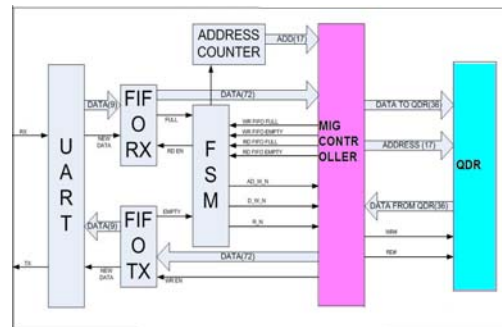 ADDRESS
COUNTER
ADD(17)
DATA(9)
FIF
O
RX
DATA(72)
FULL
RD EN
WR FIFO FULL
WR FIFO EMPTY
RD FIFO FULL
RD FIFO EMPTY
MIG
CONTR
OLLER
DATA TO QDR(36
ADDRESS (17)
QDR
DATA FROM QDR(36)
RX
NEW
DATA
UART
FSM
AD_W_N
D_W_N
R_N
EMPTY
DATA(9)
FIF
O
TX
DATA(72)
TX
NEW
DATA
WR EN